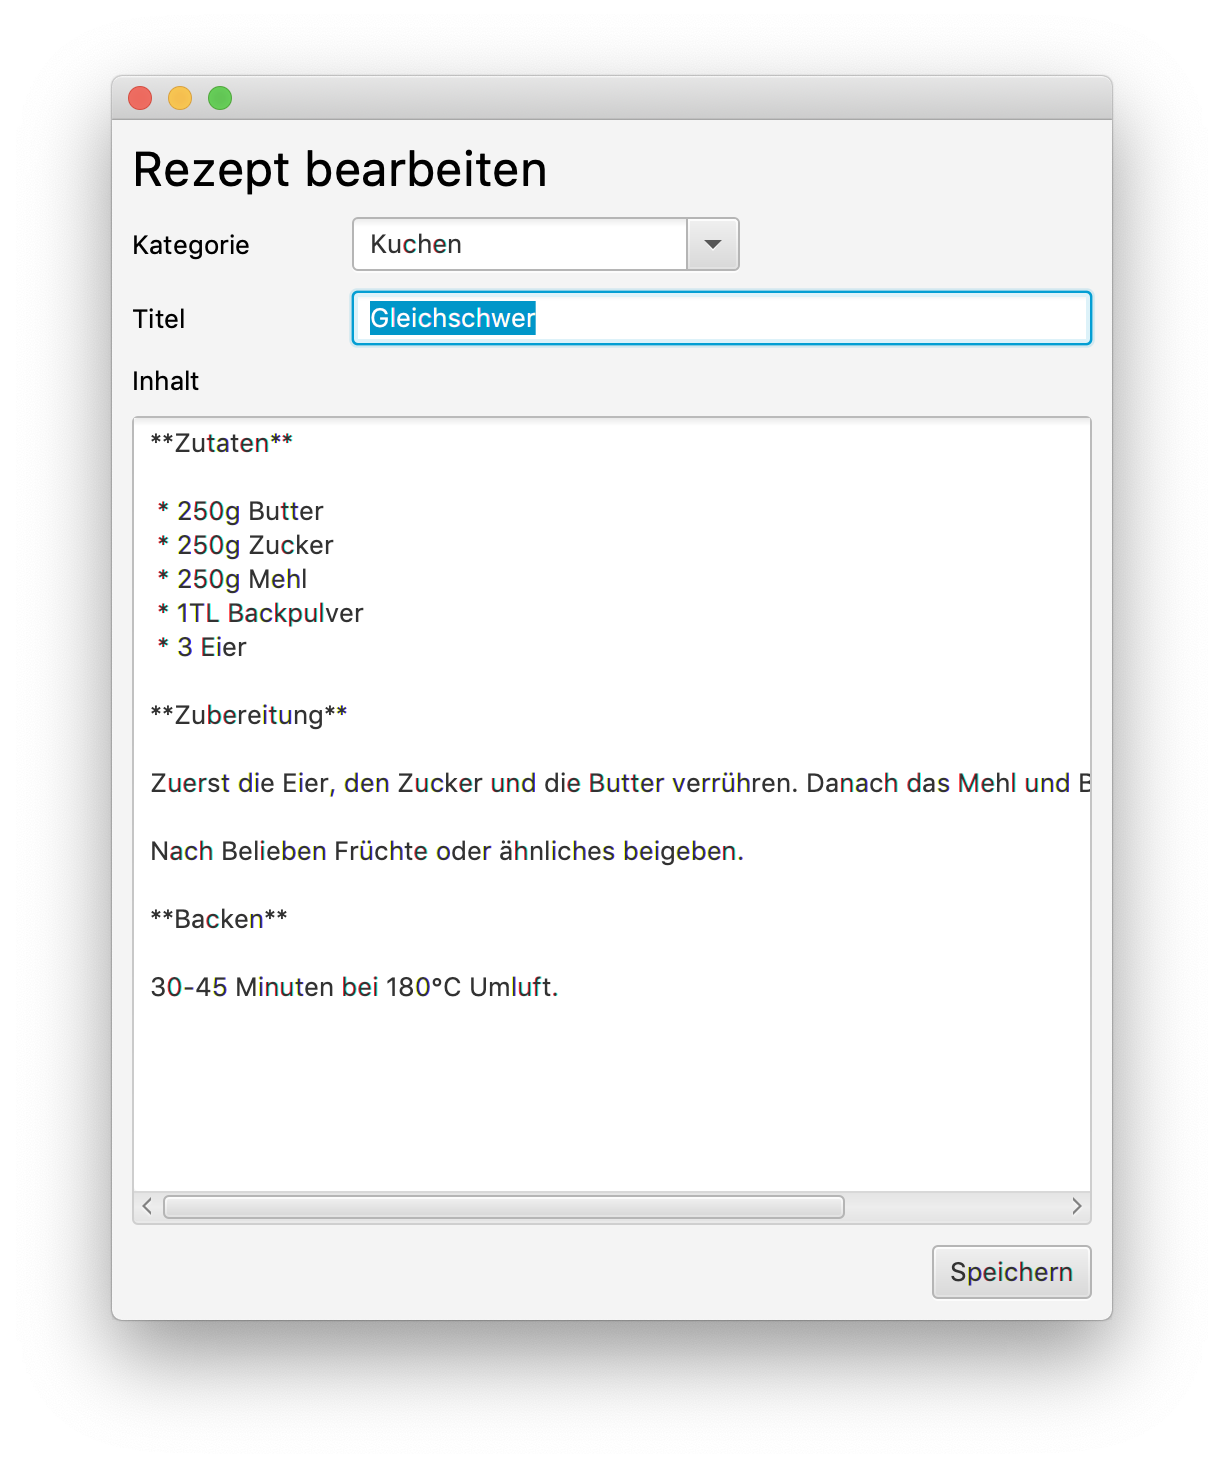 Rezept bearbeiten
Kategorie
Kuchen
Titel
Gleichschwer
Inhalt
**Zutaten**
* 250g Butter
* 250g Zucker
* 250g Mehl
* 1TL Backpulver
* 3 Eier
**Zubereitung**
Zuerst die Eier, den Zucker und die Butter verrühren. Danach das Mehl und
Nach Belieben Früchte oder ähnliches beigeben.
**Backen**
30-45 Minuten bei 180°C Umluft.
Speichern